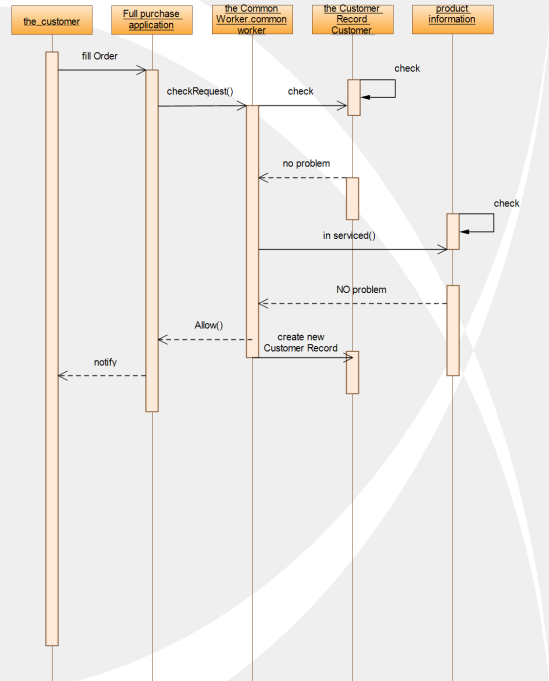 the_customer
Full purchase
application
the Common
Worker.common
worker
the Customer
Record
Customer
product
information
fill Order
check
checkRequest()
check
no problem
check
in serviced()
NO problem
Allow()
create new
Customer Record
notify